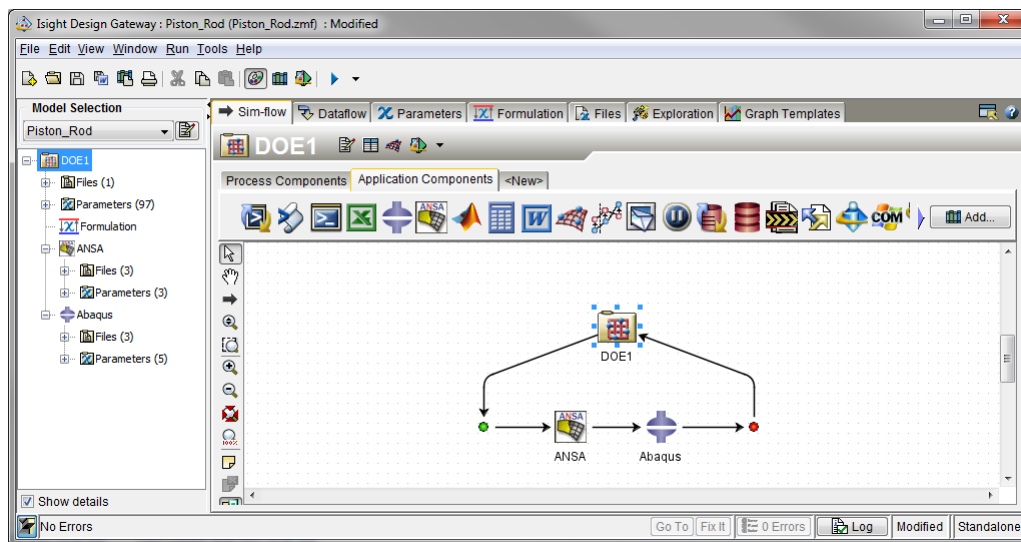 Isight Design Gateway : Piston_Rod (Piston_Rod.zmf) : Modified
File Edit View Window Run Tools Help
Model Selection
Piston_Rod
DOE1
Files (1)
Parameters (97)
Formulation
ANSA
Files (3)
Parameters (3)
Abaqus
Files (3)
Parameters (5)
Show details
Sim-flow Dataflow Parameters Formulation Files Exploration Graph Templates
DOE1
Process Components Application Components <New>
ANSA W U COM Add...
100%
DOE1
ANSA
ANSA Abaqus
No Errors Go To Fix It 0 Errors Log Modified Standalone